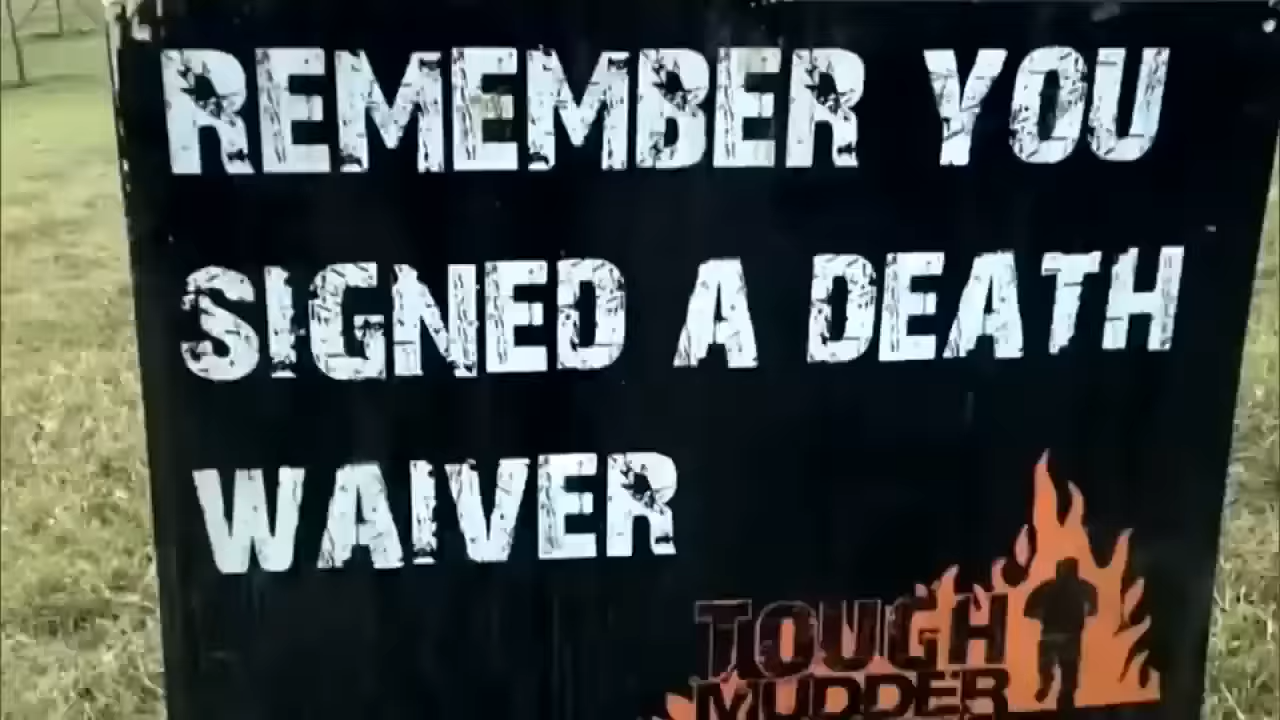 REMEMBER YOU
SIGNED A DEATH
WAIVER
TOUGH
MUDDER